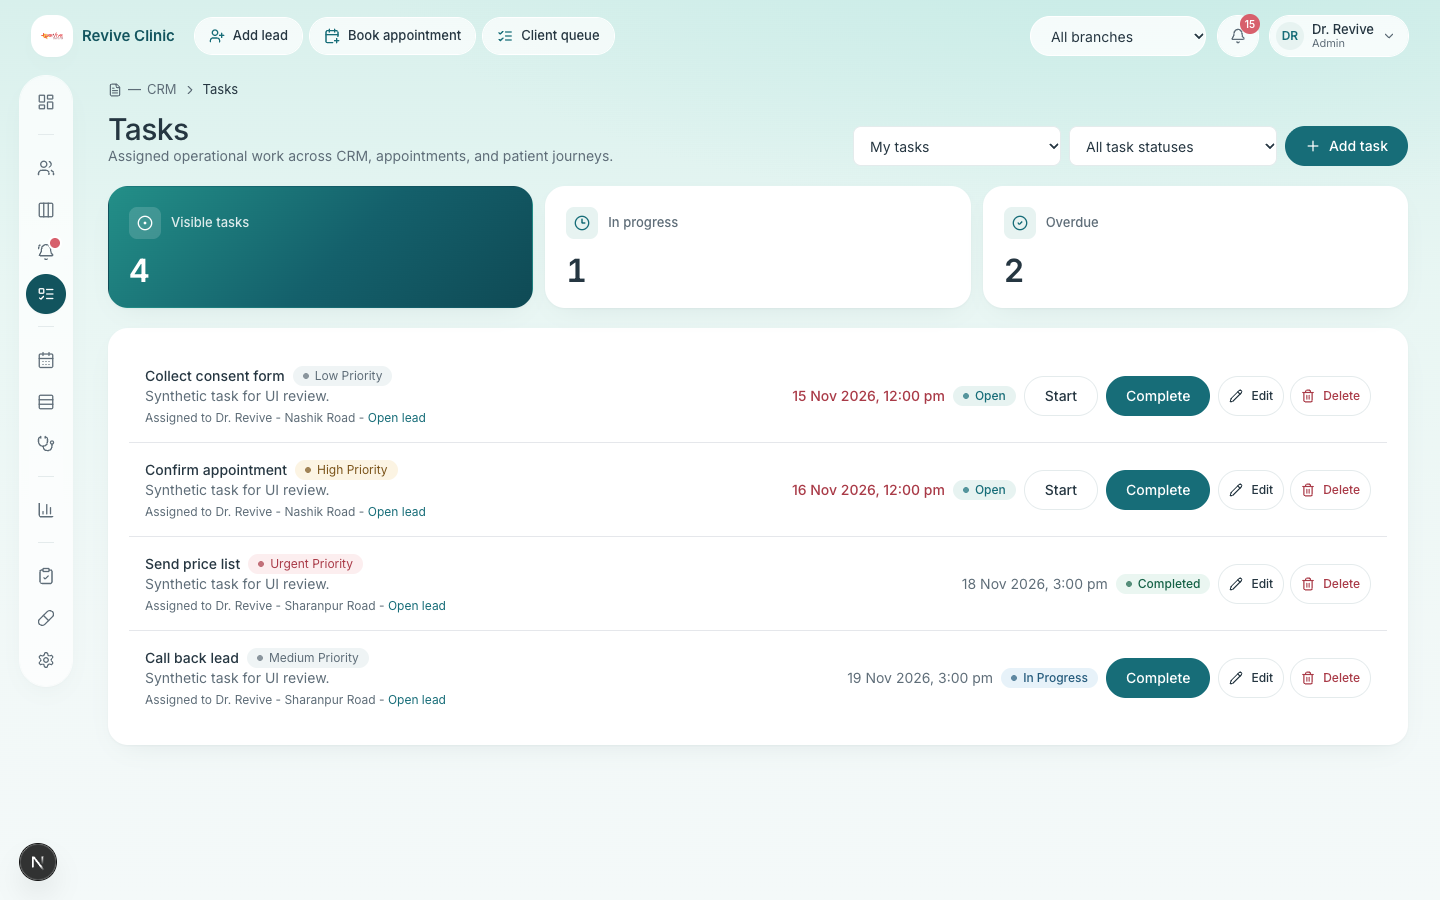 Revive Clinic
Add lead
Book appointment
Client queue
All branches
15
DR
Dr. Revive
Admin
— CRM > Tasks
Tasks
Assigned operational work across CRM, appointments, and patient journeys.
My tasks
All task statuses
+ Add task
Visible tasks
4
In progress
1
Overdue
2
Collect consent form Low Priority
Synthetic task for UI review.
Assigned to Dr. Revive - Nashik Road - Open lead
15 Nov 2026, 12:00 pm Open Start Complete Edit Delete
Confirm appointment High Priority
Synthetic task for UI review.
Assigned to Dr. Revive - Nashik Road - Open lead
16 Nov 2026, 12:00 pm Open Start Complete Edit Delete
Send price list Urgent Priority
Synthetic task for UI review.
Assigned to Dr. Revive - Sharanpur Road - Open lead
18 Nov 2026, 3:00 pm Completed Edit Delete
Call back lead Medium Priority
Synthetic task for UI review.
Assigned to Dr. Revive - Sharanpur Road - Open lead
19 Nov 2026, 3:00 pm In Progress Complete Edit Delete
N